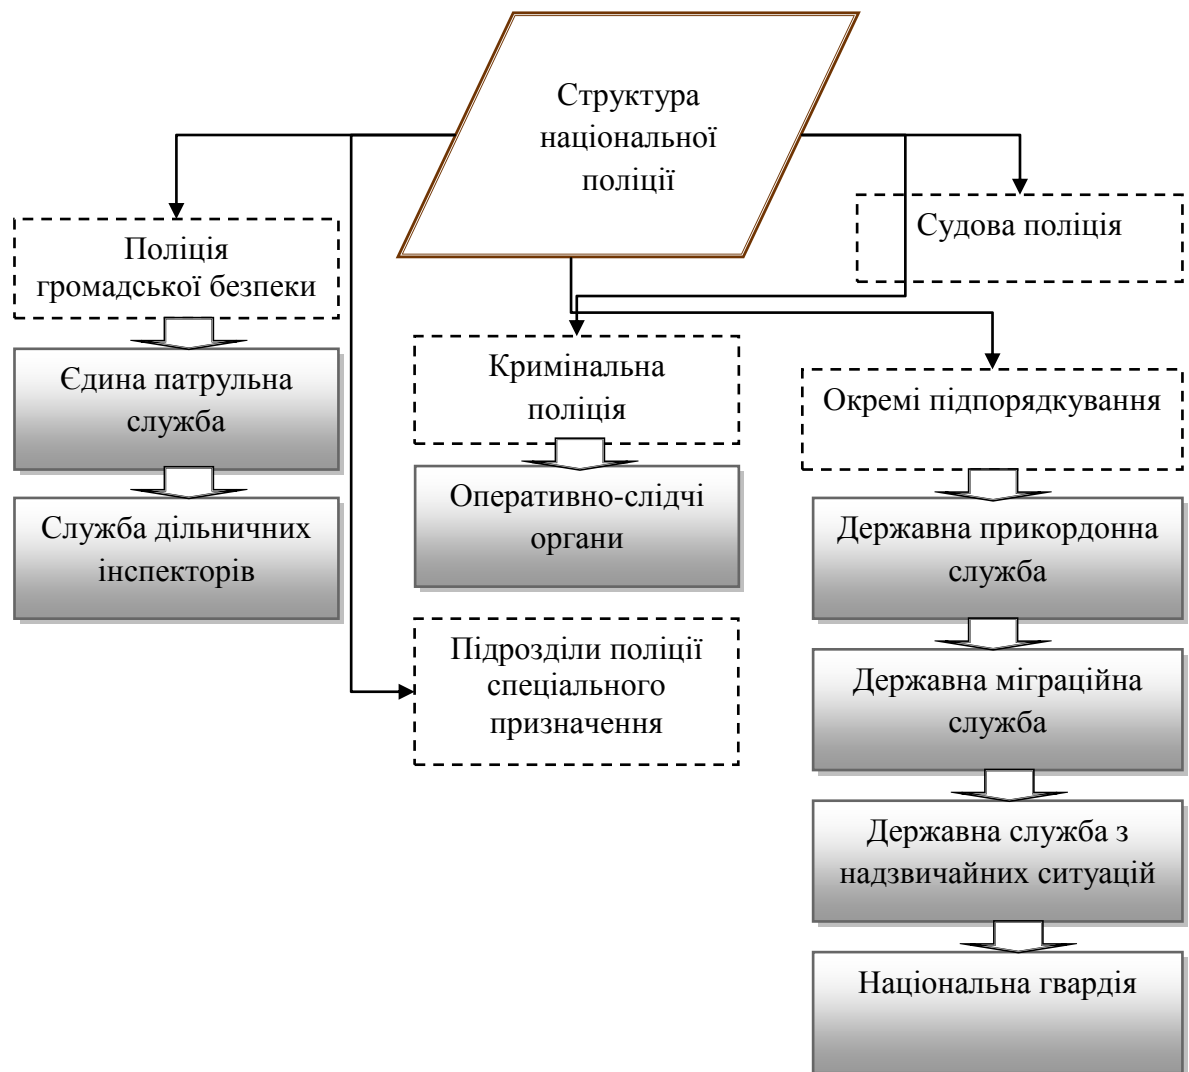 Структура
національної
поліції
Поліція
громадської безпеки
Єдина патрульна
служба
Служба дільничних
інспекторів
Кримінальна
поліція
Оперативно-слідчі
органи
Підрозділи поліції
спеціального
призначення
Судова поліція
Окремі підпорядкування
Державна прикордонна
служба
Державна міграційна
служба
Державна служба з
надзвичайних ситуацій
Національна гвардія